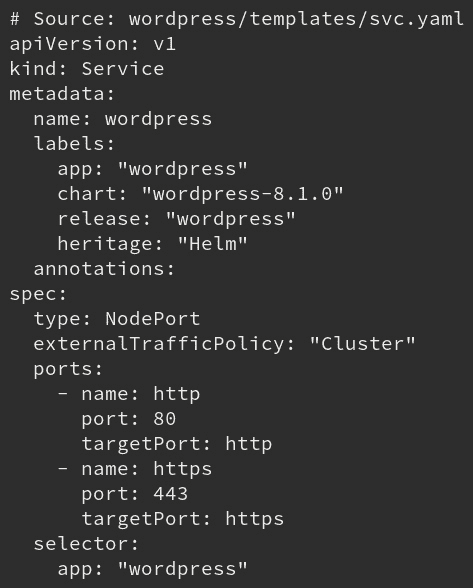 # Source: wordpress/templates/svc.yaml
apiVersion: v1
kind: Service
metadata:
  name: wordpress
  labels:
    app: "wordpress"
    chart: "wordpress-8.1.0"
    release: "wordpress"
    heritage: "Helm"
  annotations:
spec:
  type: NodePort
  externalTrafficPolicy: "Cluster"
  ports:
    - name: http
      port: 80
      targetPort: http
    - name: https
      port: 443
      targetPort: https
  selector:
    app: "wordpress"